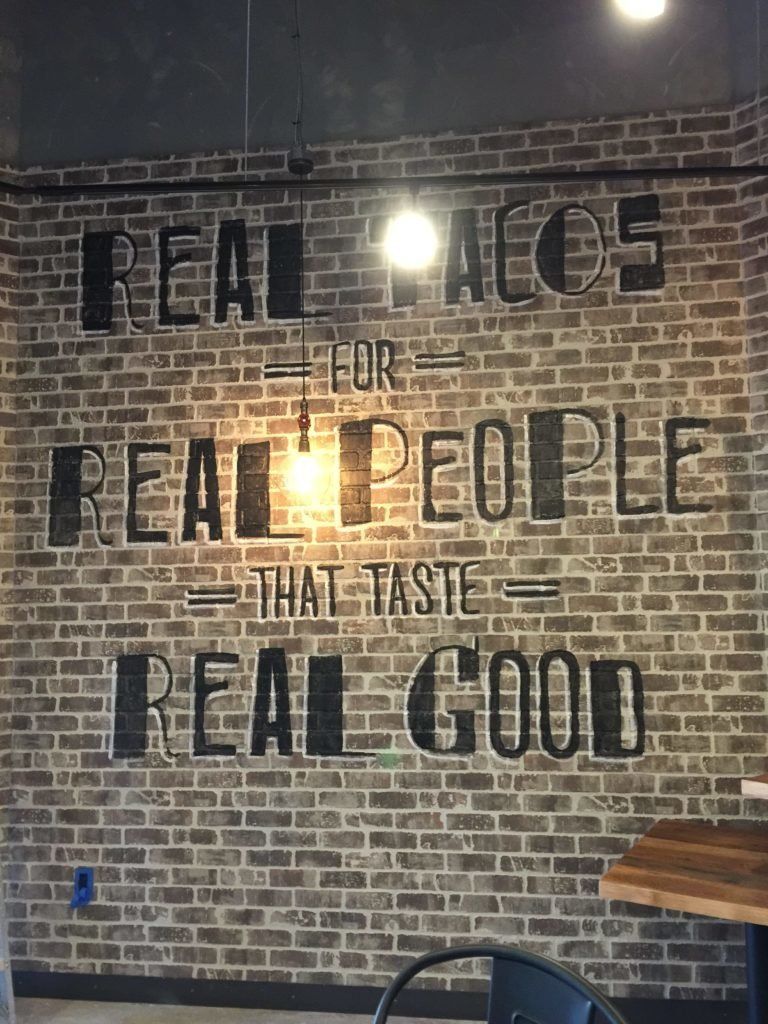 REAL TACOS
= FOR =
REAL PEOPLE
= THAT TASTE =
REAL GOOD